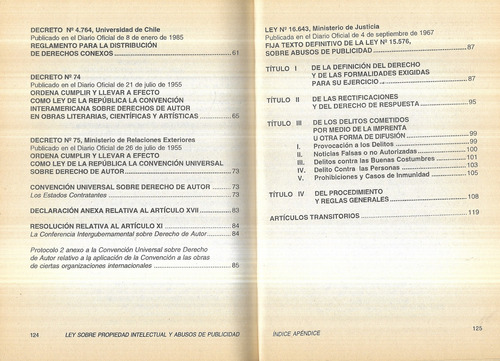 DECRETO Nº 4.764, Universidad de Chile
Publicado en el Diario Oficial de 8 de enero de 1985
REGLAMENTO PARA LA DISTRIBUCIÓN
DE DERECHOS CONEXOS 61
DECRETO Nº 74
Publicado en el Diario Oficial de 21 de julio de 1955
ORDENA CUMPLIR Y LLEVAR A EFECTO
COMO LEY DE LA REPÚBLICA LA CONVENCIÓN
INTERAMERICANA SOBRE DERECHOS DE AUTOR
EN OBRAS LITERARIAS, CIENTÍFICAS Y ARTÍSTICAS 65
DECRETO Nº 75, Ministerio de Relaciones Exteriores
Publicado en el Diario Oficial de 26 de julio de 1955
ORDENA CUMPLIR Y LLEVAR A EFECTO
COMO LEY DE LA REPÚBLICA LA CONVENCIÓN UNIVERSAL
SOBRE DERECHO DE AUTOR 73
CONVENCIÓN UNIVERSAL SOBRE DERECHO DE AUTOR 73
Los Estados Contratantes 73
DECLARACIÓN ANEXA RELATIVA AL ARTÍCULO XVII 83
RESOLUCIÓN RELATIVA AL ARTÍCULO XI 84
La Conferencia Intergubernamental sobre Derecho de Autor 84
Protocolo 2 anexo a la Convención Universal sobre Derecho
de Autor relativo a la aplicación de la Convención a las obras
de ciertas organizaciones internacionales 85
124 LEY SOBRE PROPIEDAD INTELECTUAL Y ABUSOS DE PUBLICIDAD
LEY Nº 16.643, Ministerio de Justicia
Publicada en el Diario Oficial de 4 de septiembre de 1967
FIJA TEXTO DEFINITIVO DE LA LEY Nº 15.576,
SOBRE ABUSOS DE PUBLICIDAD 87
TÍTULO I DE LA DEFINICIÓN DEL DERECHO
Y DE LAS FORMALIDADES EXIGIDAS
PARA SU EJERCICIO 87
TÍTULO II DE LAS RECTIFICACIONES
Y DEL DERECHO DE RESPUESTA 95
TÍTULO III DE LOS DELITOS COMETIDOS
POR MEDIO DE LA IMPRENTA
U OTRA FORMA DE DIFUSIÓN 99
I. Provocación a los Delitos 99
II. Noticias Falsas o no Autorizadas 100
III. Delitos contra las Buenas Costumbres 101
IV. Delito Contra las Personas 103
V. Prohibiciones y Casos de Inmunidad 105
TÍTULO IV DEL PROCEDIMIENTO
Y REGLAS GENERALES 108
ARTÍCULOS TRANSITORIOS 119
ÍNDICE APÉNDICE 125